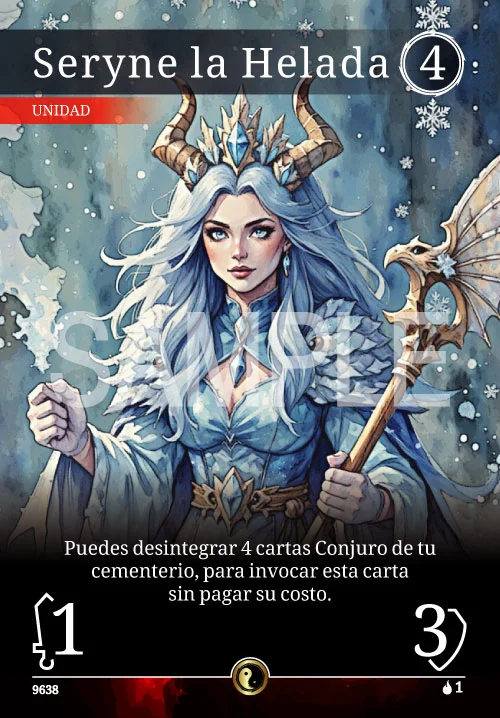 Seryne la Helada 4
UNIDAD
SAMPLE
Puedes desintegrar 4 cartas Conjuro de tu
cementerio, para invocar esta carta
sin pagar su costo.
1 3
9638 1